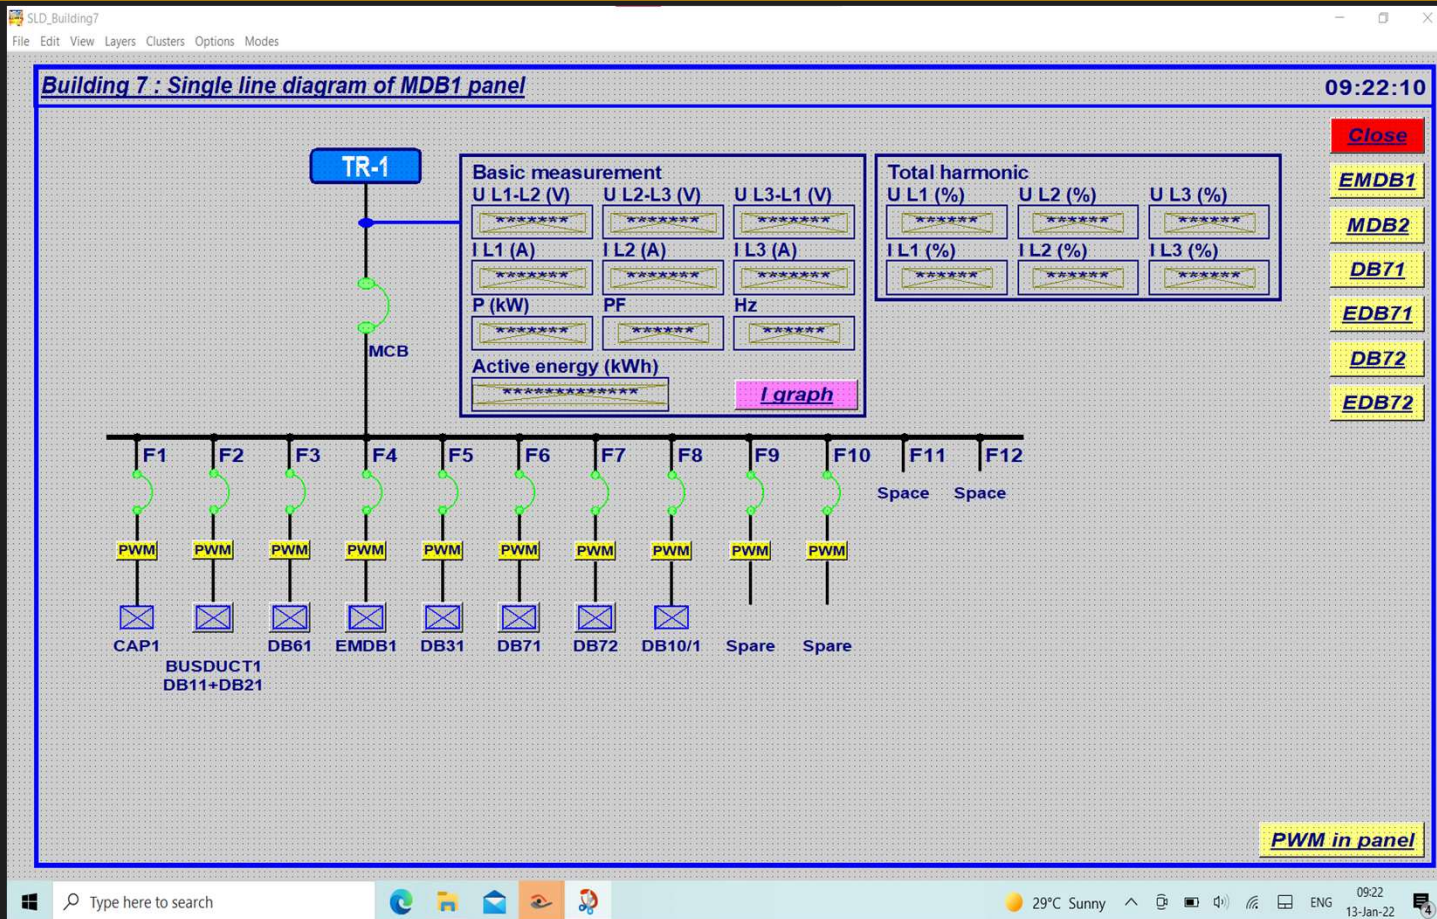 SLD_Building7
File Edit View Layers Clusters Options Modes
Building 7 : Single line diagram of MDB1 panel
09:22:10
Close
EMDB1
MDB2
DB71
EDB71
DB72
EDB72
TR-1
MCB
Basic measurement
U L1-L2 (V) U L2-L3 (V) U L3-L1 (V)
******* ******* *******
I L1 (A) I L2 (A) I L3 (A)
******* ******* *******
P (kW) PF Hz
******* ****** ******
Active energy (kWh)
*************
I graph
Total harmonic
U L1 (%) U L2 (%) U L3 (%)
****** ****** ******
I L1 (%) I L2 (%) I L3 (%)
****** ****** ******
F1 F2 F3 F4 F5 F6 F7 F8 F9 F10 F11 F12
Space Space
PWM PWM PWM PWM PWM PWM PWM PWM PWM PWM
CAP1 DB61 EMDB1 DB31 DB71 DB72 DB10/1 Spare Spare
BUSDUCT1
DB11+DB21
PWM in panel
Type here to search
29°C Sunny
ENG
09:22
13-Jan-22
4